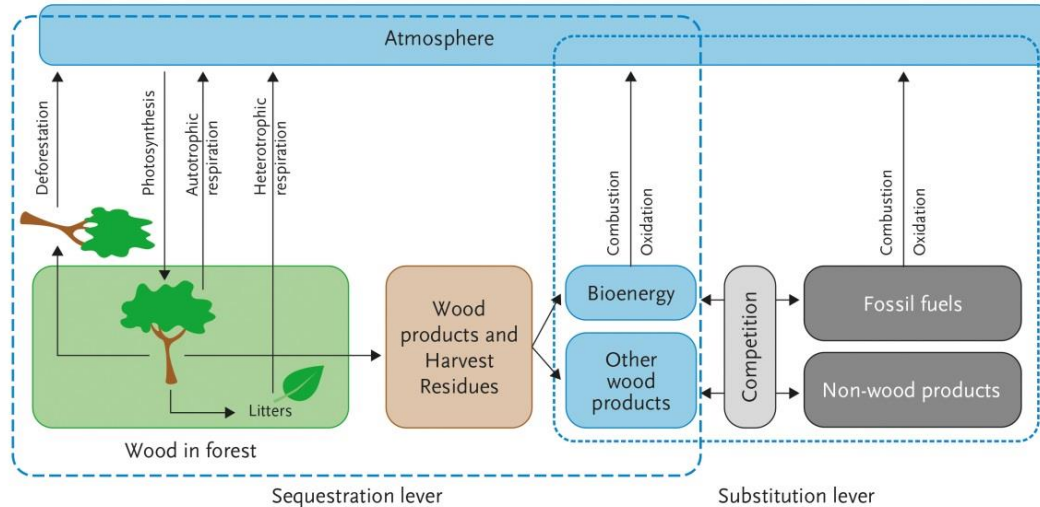 Atmosphere
Deforestation
Photosynthesis
Autotrophic
respiration
Heterotrophic
respiration
Combustion
Oxidation
Combustion
Oxidation
Wood
products and
Harvest
Residues
Bioenergy
Other
wood
products
Competition
Fossil fuels
Non-wood products
Litters
Wood in forest
Sequestration lever
Substitution lever